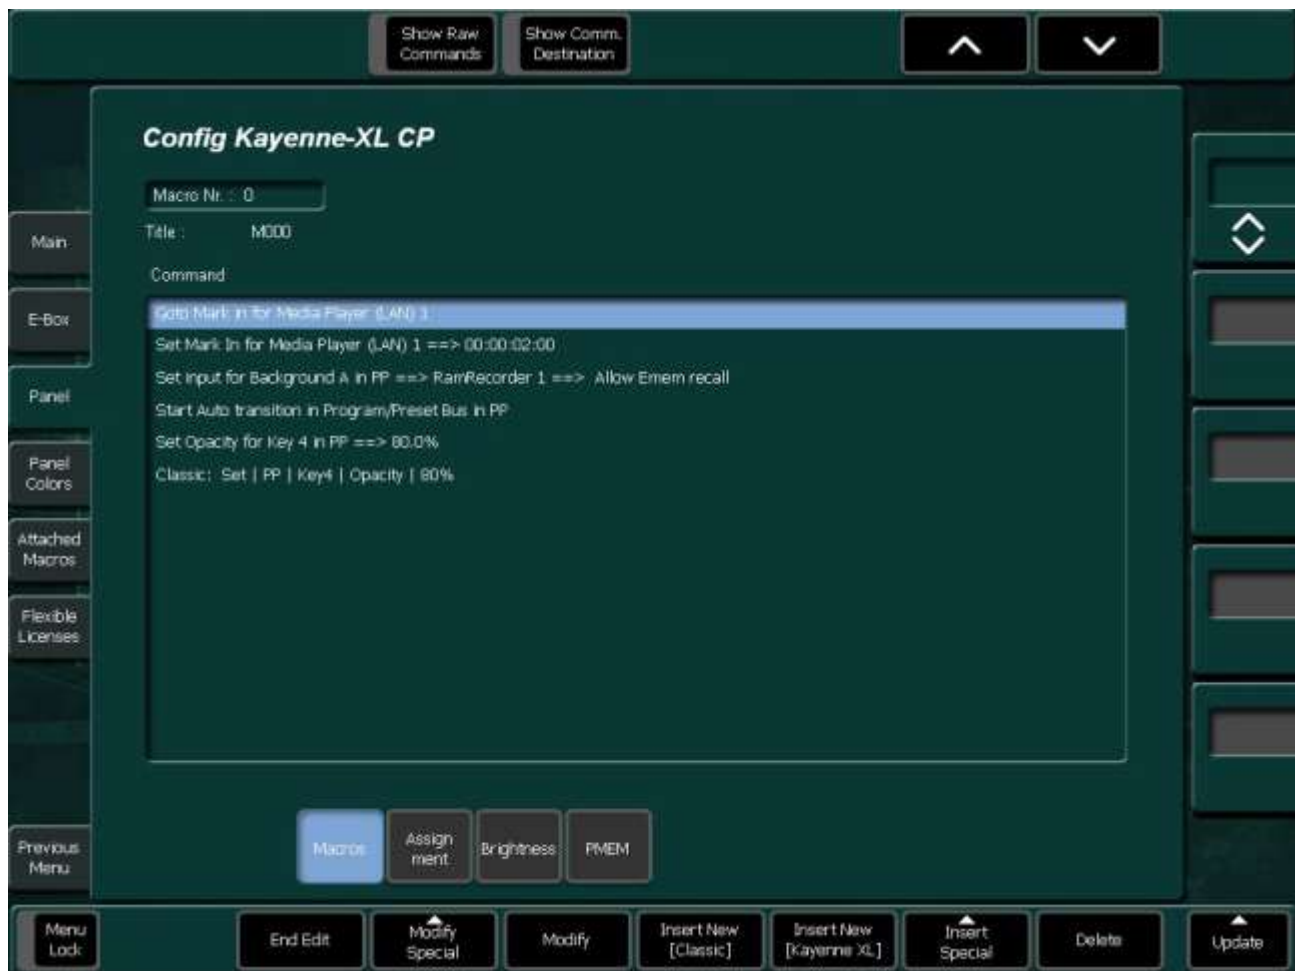 Show Raw
Commands
Show Comm.
Destination
Config Kayenne-XL CP
Macro Nr. : 0
Title : M000
Command
Goto Mark in for Media Player (LAN) 1
Set Mark In for Media Player (LAN) 1 ==> 00:00:02:00
Set input for Background A in PP ==> RamRecorder 1 ==> Allow Emem recall
Start Auto transition in Program/Preset Bus in PP
Set Opacity for Key 4 in PP ==> 80.0%
Classic: Set | PP | Key4 | Opacity | 80%
Main
E-Box
Panel
Panel
Colors
Attached
Macros
Flexible
Licenses
Previous
Menu
Macros
Assign
ment
Brightness
PMEM
Menu
Lock
End Edit
Modify
Special
Modify
Insert New
[Classic]
Insert New
[Kayenne XL]
Insert
Special
Delete
Update